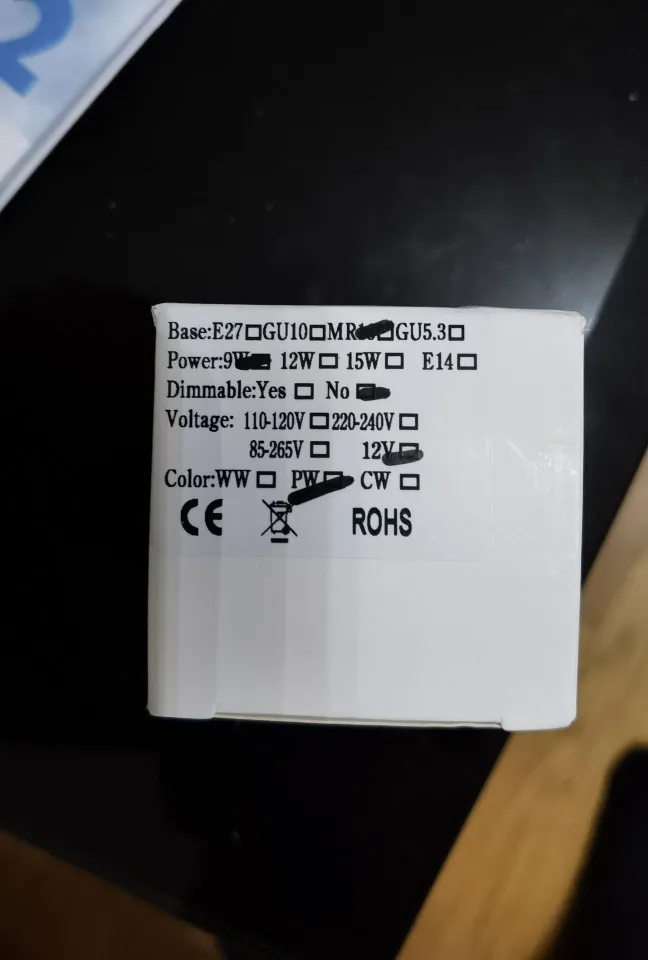 Base:E27□GU10□MR16□GU5.3□
Power:9W 12W□ 15W□ E14□
Dimmable:Yes □ No □
Voltage: 110-120V□220-240V□
85-265V □ 12V□
Color:WW□ PW□ CW □
CE
ROHS